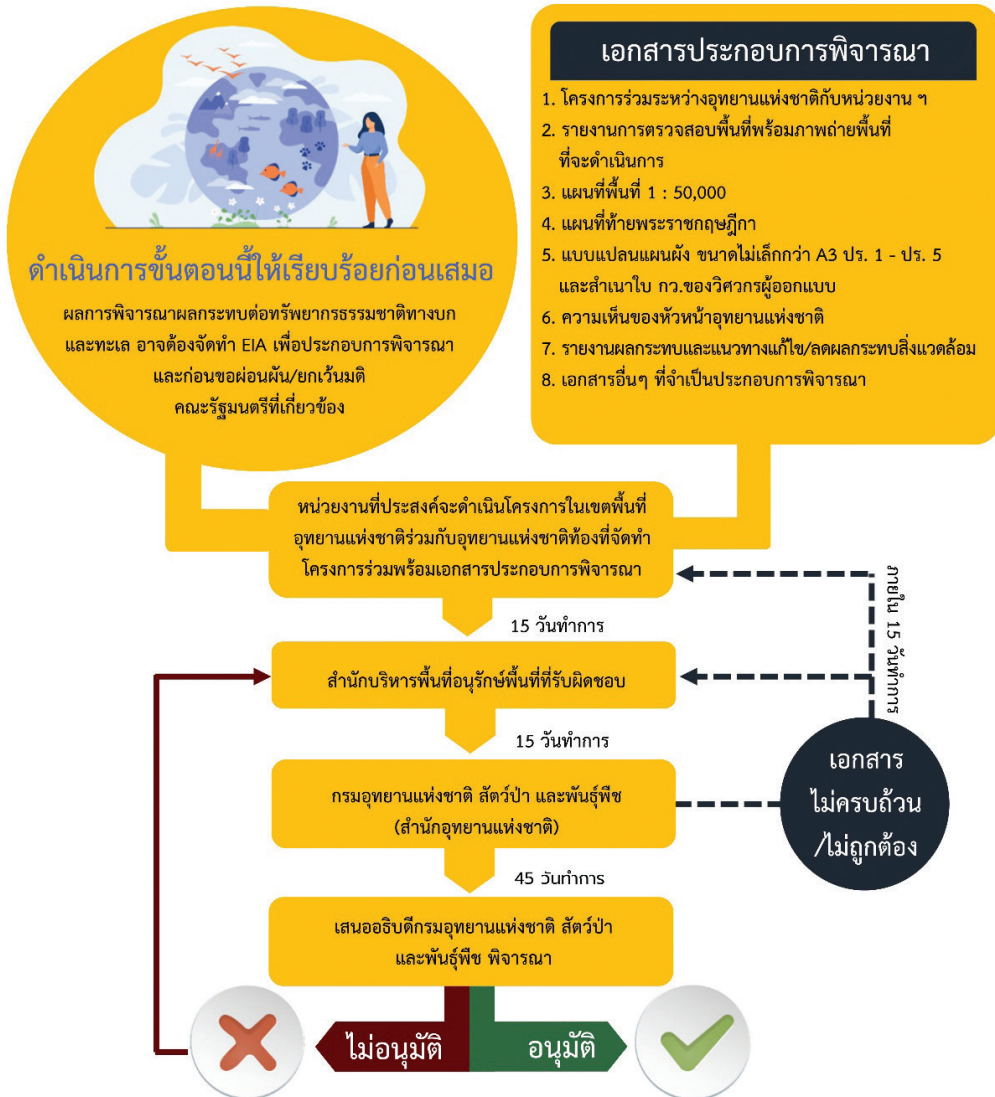 ดำเนินการขั้นตอนนี้ให้เรียบร้อยก่อนเสมอ
ผลการพิจารณาผลกระทบต่อทรัพยากรธรรมชาติทางบก
และทะเล อาจต้องจัดทำ EIA เพื่อประกอบการพิจารณา
และก่อนขอผ่อนผัน/ยกเว้นมติ
คณะรัฐมนตรีที่เกี่ยวข้อง
เอกสารประกอบการพิจารณา
1. โครงการร่วมระหว่างอุทยานแห่งชาติกับหน่วยงาน ฯ
2. รายงานการตรวจสอบพื้นที่พร้อมภาพถ่ายพื้นที่
ที่จะดำเนินการ
3. แผนที่พื้นที่ 1 : 50,000
4. แผนที่ท้ายพระราชกฤษฎีกา
5. แบบแปลนแผนผัง ขนาดไม่เล็กกว่า A3 ปร. 1 - ปร. 5
และสำเนาใบ กว.ของวิศวกรผู้ออกแบบ
6. ความเห็นของหัวหน้าอุทยานแห่งชาติ
7. รายงานผลกระทบและแนวทางแก้ไข/ลดผลกระทบสิ่งแวดล้อม
8. เอกสารอื่นๆ ที่จำเป็นประกอบการพิจารณา
หน่วยงานที่ประสงค์จะดำเนินโครงการในเขตพื้นที่
อุทยานแห่งชาติร่วมกับอุทยานแห่งชาติท้องที่จัดทำ
โครงการร่วมพร้อมเอกสารประกอบการพิจารณา
15 วันทำการ
ภายใน 15 วันทำการ
สำนักบริหารพื้นที่อนุรักษ์พื้นที่ที่รับผิดชอบ
15 วันทำการ
กรมอุทยานแห่งชาติ สัตว์ป่า และพันธุ์พืช
(สำนักอุทยานแห่งชาติ)
เอกสาร
ไม่ครบถ้วน
/ไม่ถูกต้อง
45 วันทำการ
เสนออธิบดีกรมอุทยานแห่งชาติ สัตว์ป่า
และพันธุ์พืช พิจารณา
ไม่อนุมัติ
อนุมัติ